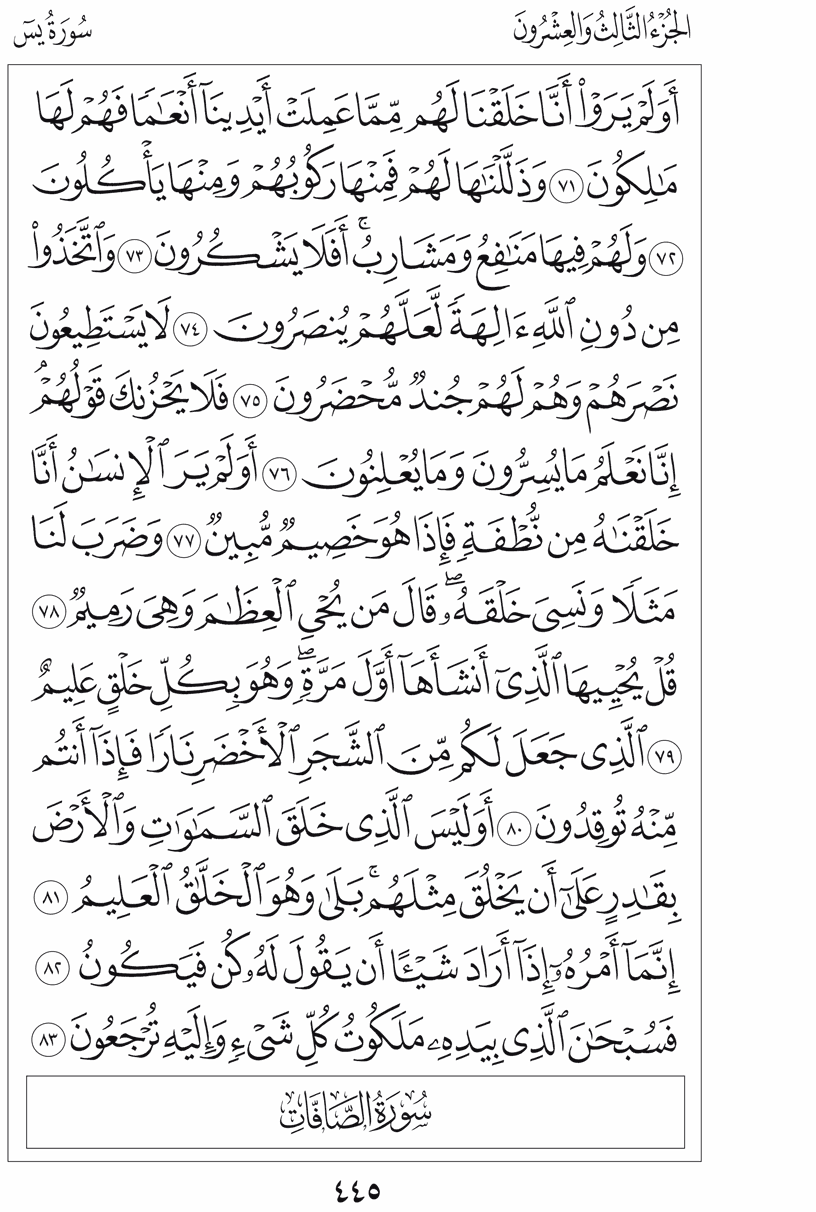 الجُزْءُ الثَّالِثُ وَالعِشْرُونَ
سُورَةُ يسٓ
أَوَلَمْ يَرَوْا۟ أَنَّا خَلَقْنَا لَهُم مِّمَّا عَمِلَتْ أَيْدِينَآ أَنْعَـٰمًا فَهُمْ لَهَا
مَـٰلِكُونَ ٧١ وَذَلَّلْنَـٰهَا لَهُمْ فَمِنْهَا رَكُوبُهُمْ وَمِنْهَا يَأْكُلُونَ
٧٢ وَلَهُمْ فِيهَا مَنَـٰفِعُ وَمَشَارِبُ ۚ أَفَلَا يَشْكُرُونَ ٧٣ وَٱتَّخَذُوا۟
مِن دُونِ ٱللَّهِ ءَالِهَةً لَّعَلَّهُمْ يُنصَرُونَ ٧٤ لَا يَسْتَطِيعُونَ
نَصْرَهُمْ وَهُمْ لَهُمْ جُندٌ مُّحْضَرُونَ ٧٥ فَلَا يَحْزُنكَ قَوْلُهُمْ ۘ
إِنَّا نَعْلَمُ مَا يُسِرُّونَ وَمَا يُعْلِنُونَ ٧٦ أَوَلَمْ يَرَ ٱلْإِنسَـٰنُ أَنَّا
خَلَقْنَـٰهُ مِن نُّطْفَةٍ فَإِذَا هُوَ خَصِيمٌ مُّبِينٌ ٧٧ وَضَرَبَ لَنَا
مَثَلًا وَنَسِىَ خَلْقَهُۥ ۖ قَالَ مَن يُحْىِ ٱلْعِظَـٰمَ وَهِىَ رَمِيمٌ ٧٨
قُلْ يُحْيِيهَا ٱلَّذِىٓ أَنشَأَهَآ أَوَّلَ مَرَّةٍ ۖ وَهُوَ بِكُلِّ خَلْقٍ عَلِيمٌ
٧٩ ٱلَّذِى جَعَلَ لَكُم مِّنَ ٱلشَّجَرِ ٱلْأَخْضَرِ نَارًا فَإِذَآ أَنتُم
مِّنْهُ تُوقِدُونَ ٨٠ أَوَلَيْسَ ٱلَّذِى خَلَقَ ٱلسَّمَـٰوَٰتِ وَٱلْأَرْضَ
بِقَـٰدِرٍ عَلَىٰٓ أَن يَخْلُقَ مِثْلَهُم ۚ بَلَىٰ وَهُوَ ٱلْخَلَّـٰقُ ٱلْعَلِيمُ ٨١
إِنَّمَآ أَمْرُهُۥٓ إِذَآ أَرَادَ شَيْـًٔا أَن يَقُولَ لَهُۥ كُن فَيَكُونُ ٨٢
فَسُبْحَـٰنَ ٱلَّذِى بِيَدِهِۦ مَلَكُوتُ كُلِّ شَىْءٍ وَإِلَيْهِ تُرْجَعُونَ ٨٣
سُورَةُ الصَّافَّاتِ
٤٤٥